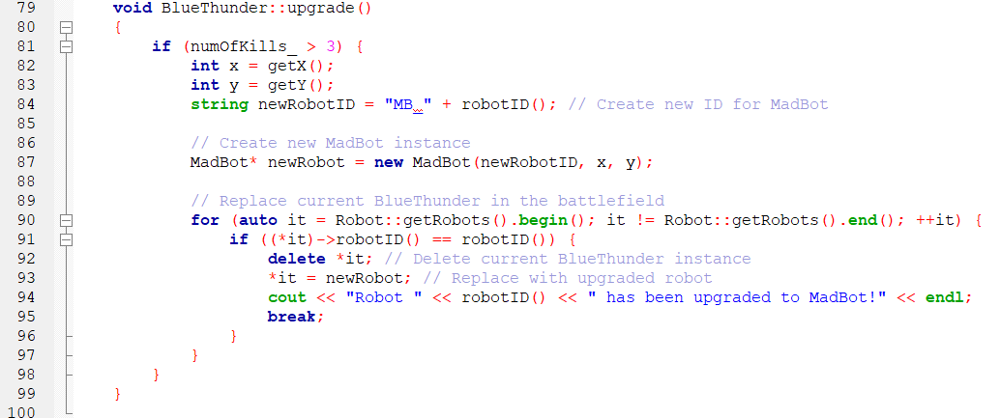 79 void BlueThunder::upgrade()
80 {
81 if (numOfKills_ > 3) {
82 int x = getX();
83 int y = getY();
84 string newRobotID = "MB_" + robotID(); // Create new ID for MadBot
85
86 // Create new MadBot instance
87 MadBot* newRobot = new MadBot(newRobotID, x, y);
88
89 // Replace current BlueThunder in the battlefield
90 for (auto it = Robot::getRobots().begin(); it != Robot::getRobots().end(); ++it) {
91 if ((*it)->robotID() == robotID()) {
92 delete *it; // Delete current BlueThunder instance
93 *it = newRobot; // Replace with upgraded robot
94 cout << "Robot " << robotID() << " has been upgraded to MadBot!" << endl;
95 break;
96 }
97 }
98 }
99 }
100